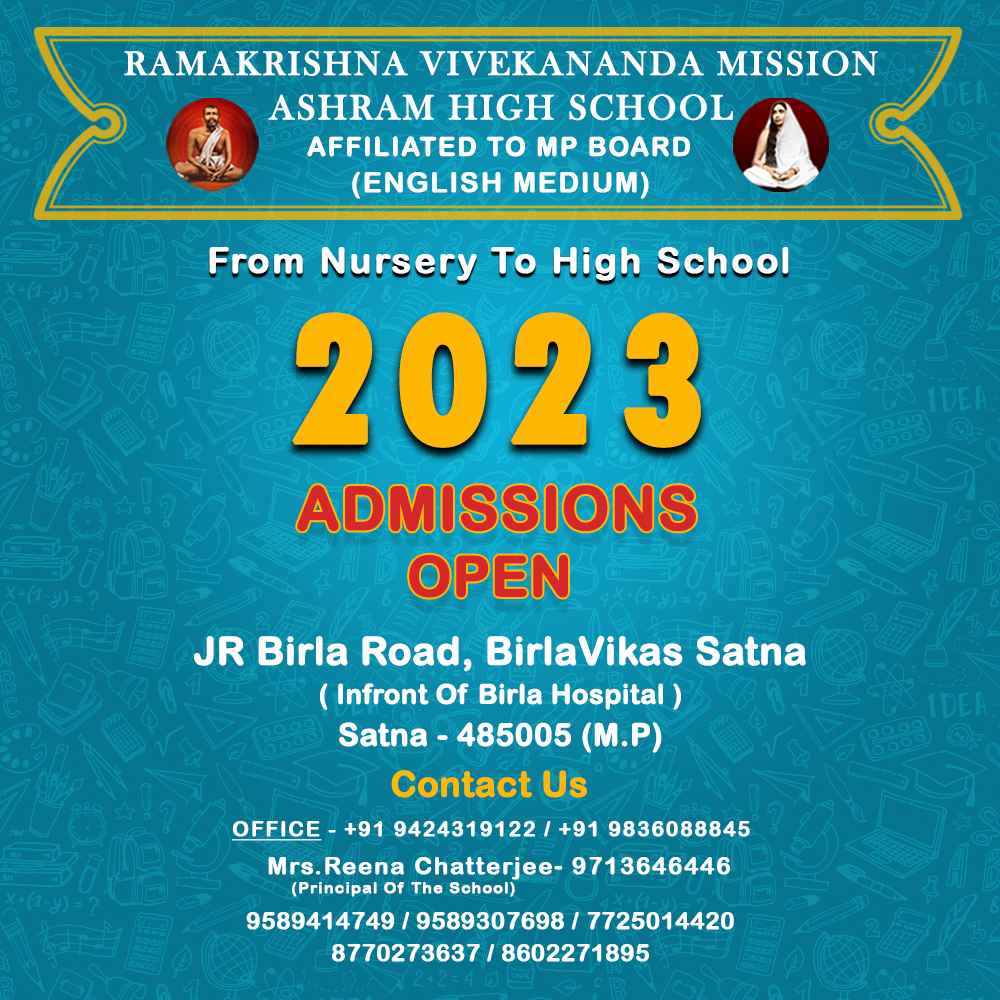 RAMAKRISHNA VIVEKANANDA MISSION
ASHRAM HIGH SCHOOL
AFFILIATED TO MP BOARD
(ENGLISH MEDIUM)
From Nursery To High School
2023
ADMISSIONS
OPEN
JR Birla Road, BirlaVikas Satna
( Infront Of Birla Hospital )
Satna - 485005 (M.P)
Contact Us
OFFICE - +91 9424319122 / +91 9836088845
Mrs.Reena Chatterjee- 9713646446
(Principal Of The School)
9589414749 / 9589307698 / 7725014420
8770273637 / 8602271895